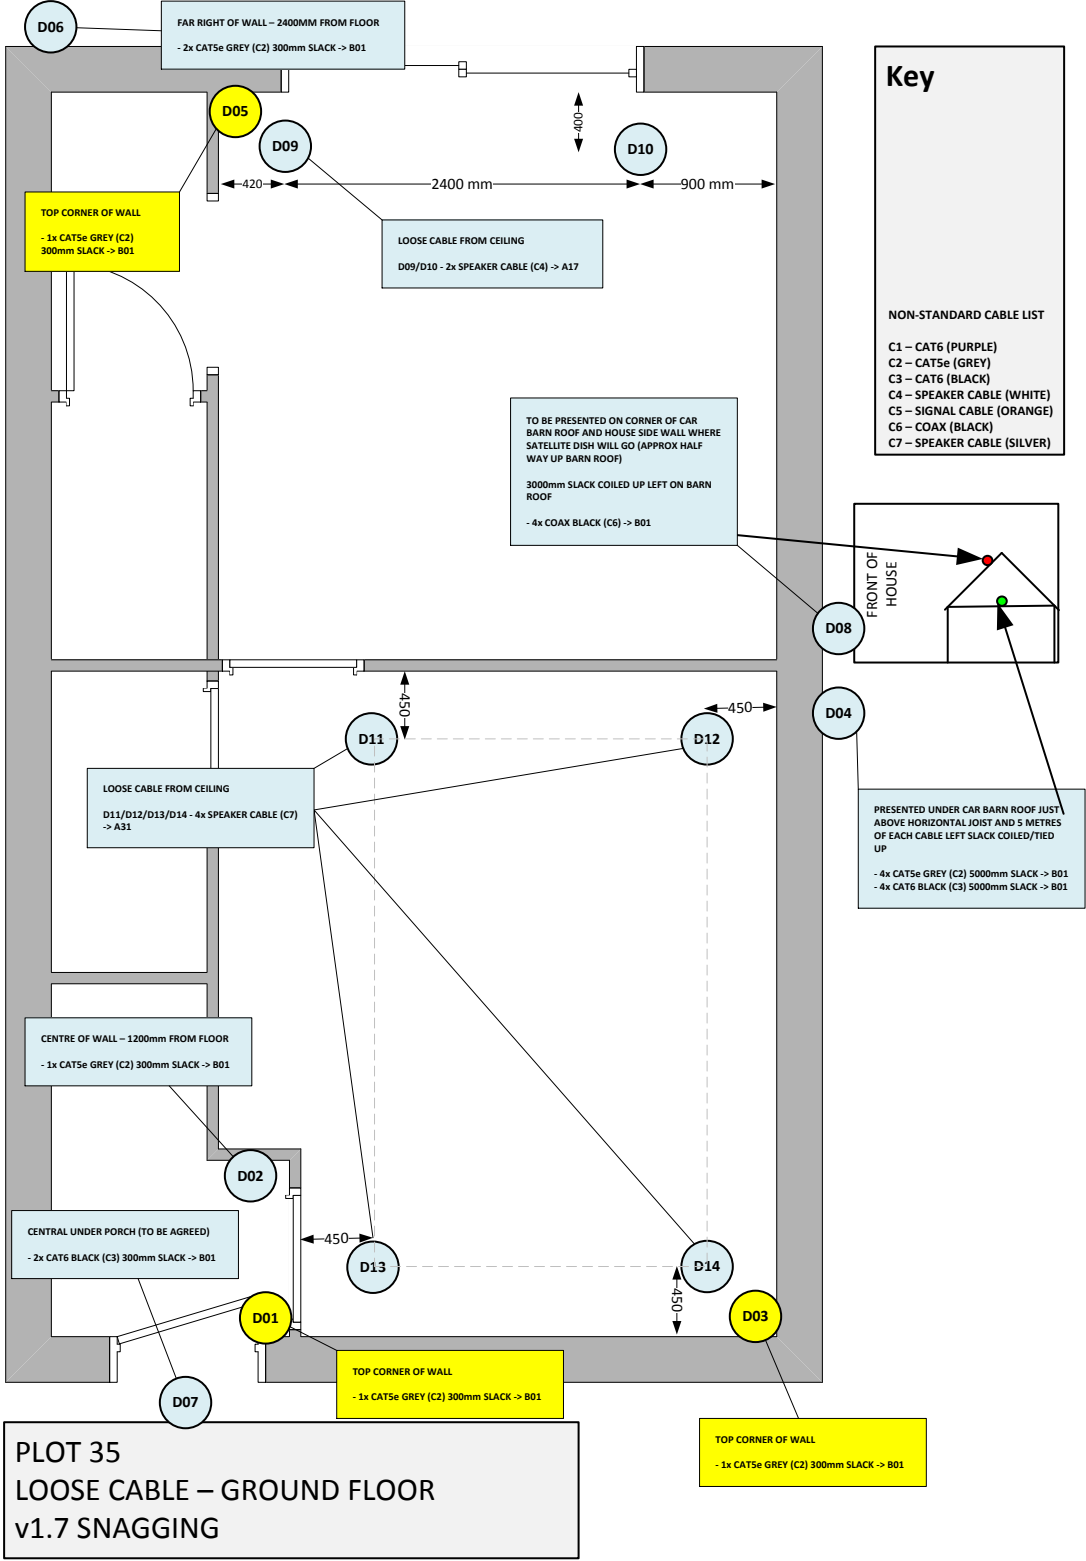 D06
FAR RIGHT OF WALL – 2400MM FROM FLOOR
- 2x CAT5e GREY (C2) 300mm SLACK -> B01
Key
NON-STANDARD CABLE LIST
C1 – CAT6 (PURPLE)
C2 – CAT5e (GREY)
C3 – CAT6 (BLACK)
C4 – SPEAKER CABLE (WHITE)
C5 – SIGNAL CABLE (ORANGE)
C6 – COAX (BLACK)
C7 – SPEAKER CABLE (SILVER)
D05
D09
400
D10
420
2400 mm
900 mm
TOP CORNER OF WALL
- 1x CAT5e GREY (C2)
300mm SLACK -> B01
LOOSE CABLE FROM CEILING
D09/D10 - 2x SPEAKER CABLE (C4) -> A17
TO BE PRESENTED ON CORNER OF CAR
BARN ROOF AND HOUSE SIDE WALL WHERE
SATELLITE DISH WILL GO (APPROX HALF
WAY UP BARN ROOF)
3000mm SLACK COILED UP LEFT ON BARN
ROOF
- 4x COAX BLACK (C6) -> B01
FRONT OF
HOUSE
D08
450
450
D04
D11
D12
LOOSE CABLE FROM CEILING
D11/D12/D13/D14 - 4x SPEAKER CABLE (C7)
-> A31
PRESENTED UNDER CAR BARN ROOF JUST
ABOVE HORIZONTAL JOIST AND 5 METRES
OF EACH CABLE LEFT SLACK COILED/TIED
UP
- 4x CAT5e GREY (C2) 5000mm SLACK -> B01
- 4x CAT6 BLACK (C3) 5000mm SLACK -> B01
CENTRE OF WALL – 1200mm FROM FLOOR
- 1x CAT5e GREY (C2) 300mm SLACK -> B01
D02
CENTRAL UNDER PORCH (TO BE AGREED)
- 2x CAT6 BLACK (C3) 300mm SLACK -> B01
450
D13
D14
450
D01
D03
TOP CORNER OF WALL
- 1x CAT5e GREY (C2) 300mm SLACK -> B01
D07
TOP CORNER OF WALL
- 1x CAT5e GREY (C2) 300mm SLACK -> B01
PLOT 35
LOOSE CABLE – GROUND FLOOR
v1.7 SNAGGING